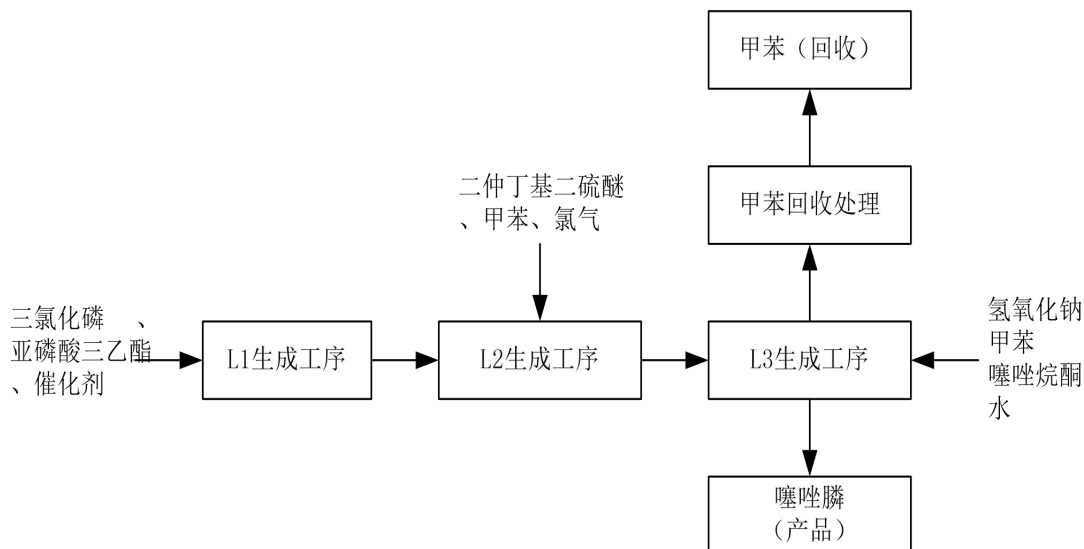 甲苯（回收）
二仲丁基二硫醚
、甲苯、氯气
甲苯回收处理
三氯化磷 、
亚磷酸三乙酯
、催化剂
L1生成工序
L2生成工序
L3生成工序
氢氧化钠
甲苯
噻唑烷酮
水
噻唑膦
（产品）